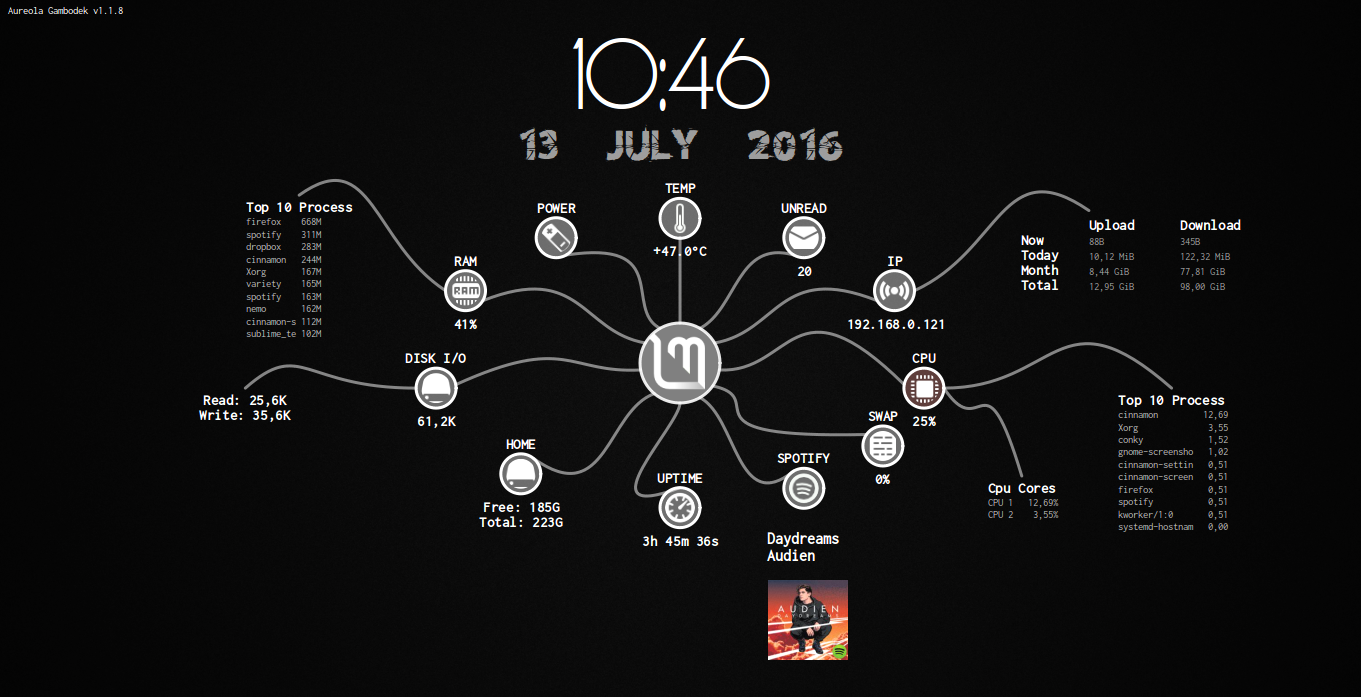 Aureola Gambodek v1.1.8
10:46
13 JULY 2016
TEMP
+47.0°C
POWER
UNREAD
20
RAM
41%
IP
192.168.0.121
Top 10 Process
firefox 668M
spotify 311M
dropbox 283M
cinnamon 244M
Xorg 167M
variety 165M
spotify 163M
nemo 162M
cinnamon-s 112M
sublime_te 102M
Upload Download
Now 88B 345B
Today 10,12 MiB 122,32 MiB
Month 8,44 GiB 77,81 GiB
Total 12,95 GiB 98,00 GiB
DISK I/O
61,2K
Read: 25,6K
Write: 35,6K
CPU
25%
SWAP
0%
Top 10 Process
cinnamon 12,69
Xorg 3,55
conky 1,52
gnome-screensho 1,02
cinnamon-settin 0,51
cinnamon-screen 0,51
firefox 0,51
spotify 0,51
kworker/1:0 0,51
systemd-hostnam 0,00
Cpu Cores
CPU 1 12,69%
CPU 2 3,55%
HOME
Free: 185G
Total: 223G
UPTIME
3h 45m 36s
SPOTIFY
Daydreams
Audien
AUDIEN
DAYDREAMS